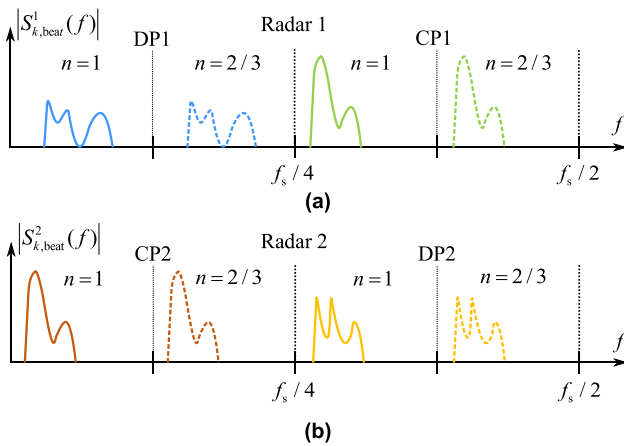 |S¹ₖ,beat(f)|
DP1
Radar 1
CP1
n = 1
n = 2/3
n = 1
n = 2/3
f
fₛ / 4
fₛ / 2
(a)
|S²ₖ,beat(f)|
CP2
Radar 2
DP2
n = 1
n = 2/3
n = 1
n = 2/3
f
fₛ / 4
fₛ / 2
(b)